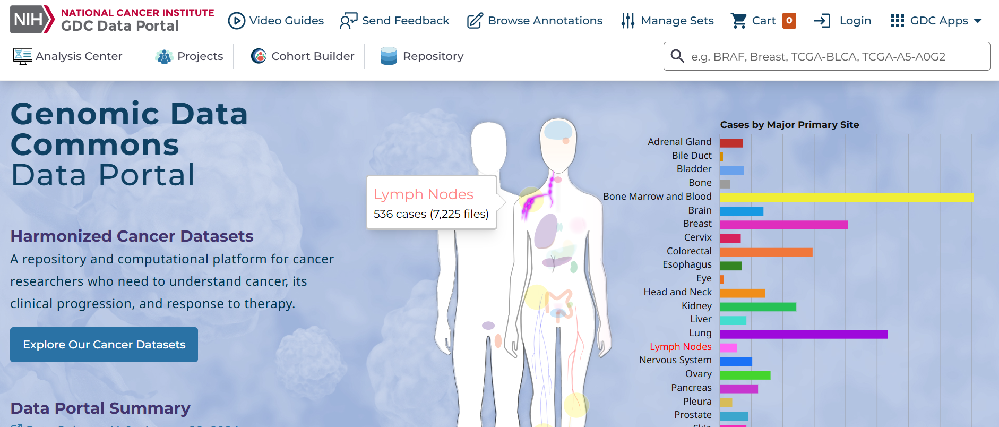 NIH NATIONAL CANCER INSTITUTE
GDC Data Portal
Video Guides
Send Feedback
Browse Annotations
Manage Sets
Cart 0
Login
GDC Apps
Analysis Center
Projects
Cohort Builder
Repository
e.g. BRAF, Breast, TCGA-BLCA, TCGA-A5-A0G2
Genomic Data
Commons
Data Portal
Harmonized Cancer Datasets
A repository and computational platform for cancer
researchers who need to understand cancer, its
clinical progression, and response to therapy.
Explore Our Cancer Datasets
Data Portal Summary
Lymph Nodes
536 cases (7,225 files)
Cases by Major Primary Site
Adrenal Gland
Bile Duct
Bladder
Bone
Bone Marrow and Blood
Brain
Breast
Cervix
Colorectal
Esophagus
Eye
Head and Neck
Kidney
Liver
Lung
Lymph Nodes
Nervous System
Ovary
Pancreas
Pleura
Prostate
Skin